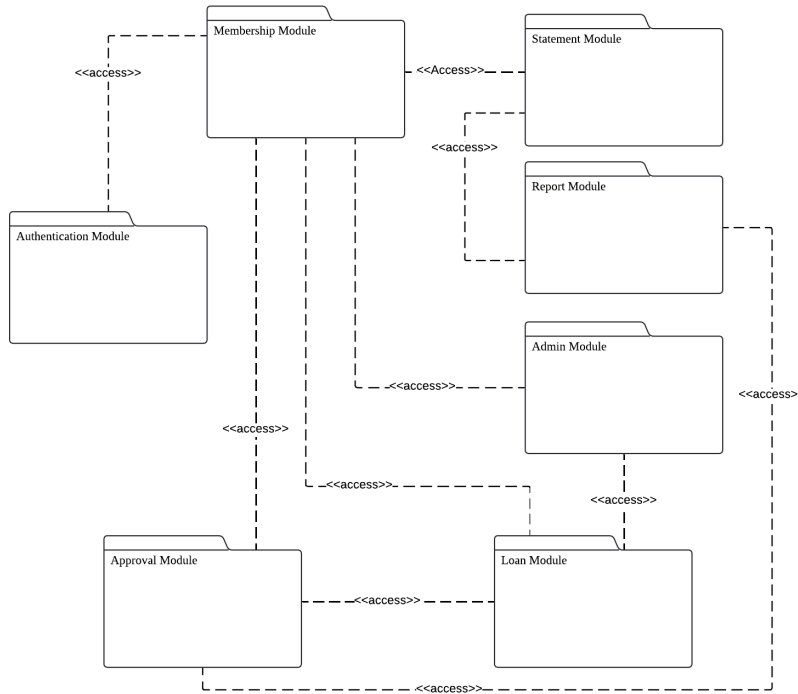 Membership Module
Statement Module
<<Access>>
<<access>>
<<access>>
Report Module
Authentication Module
Admin Module
<<access>>
<<access>
<<access>>
<<access>>
<<access>>
Approval Module
Loan Module
<<access>>
<<access>>